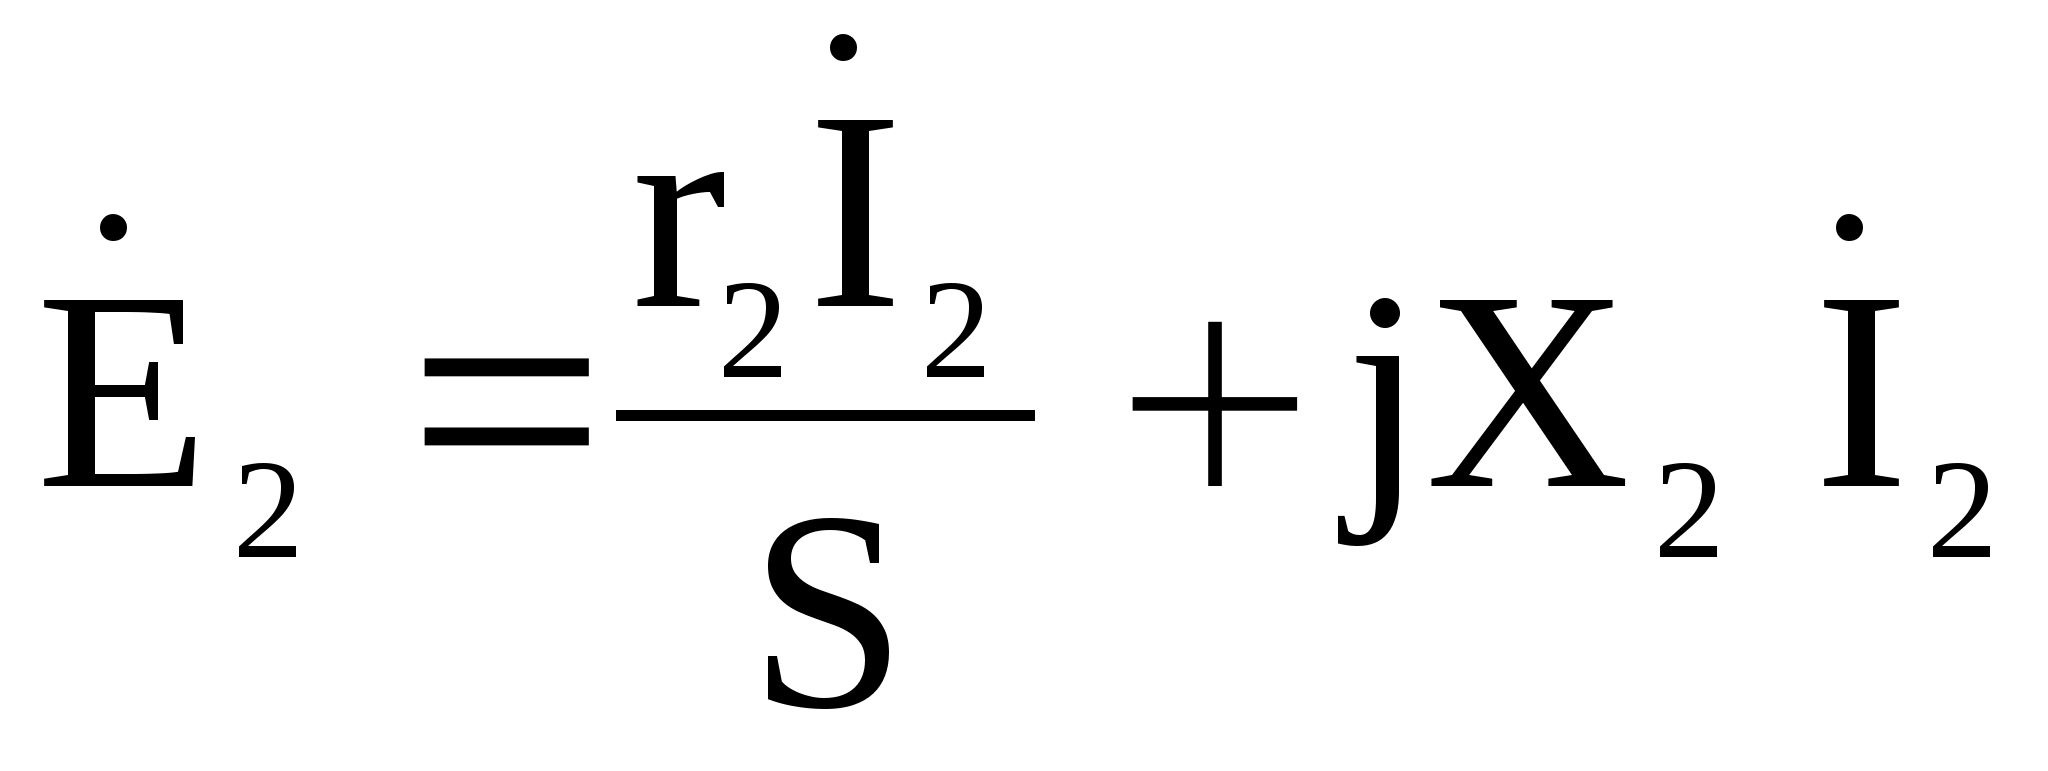 Ė₂ = r₂İ₂ / S + jX₂ İ₂